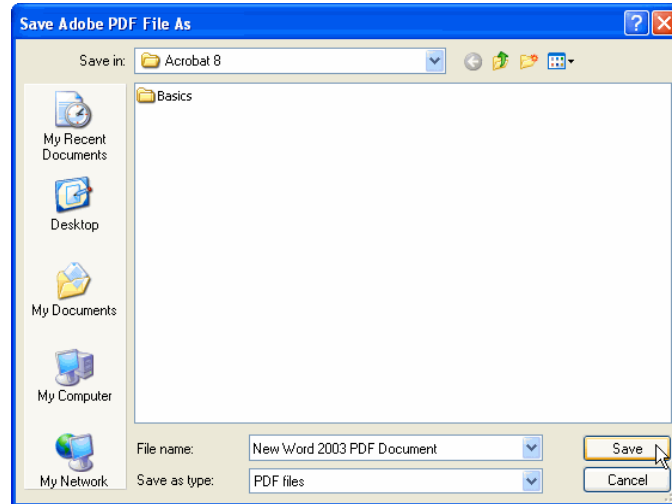 Save Adobe PDF File As
Save in:
Acrobat 8
Basics
My Recent
Documents
Desktop
My Documents
My Computer
My Network
File name:
New Word 2003 PDF Document
Save
Save as type:
PDF files
Cancel